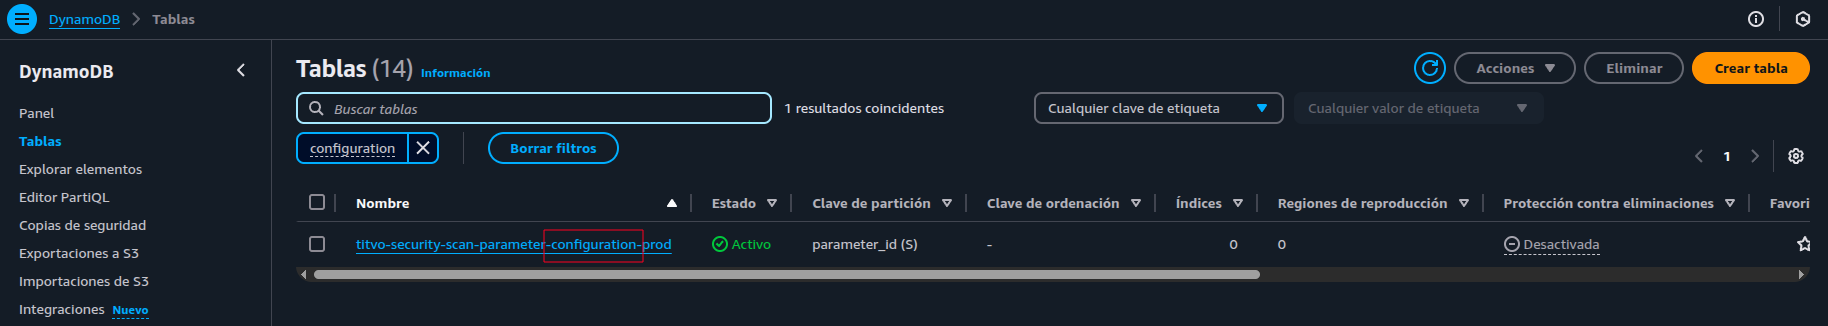 DynamoDB > Tablas
DynamoDB
Panel
Tablas
Explorar elementos
Editor PartiQL
Copias de seguridad
Exportaciones a S3
Importaciones de S3
Integraciones Nuevo
Tablas (14) Información
Acciones Eliminar Crear tabla
Buscar tablas 1 resultados coincidentes Cualquier clave de etiqueta Cualquier valor de etiqueta
configuration Borrar filtros
1
Nombre Estado Clave de partición Clave de ordenación Índices Regiones de reproducción Protección contra eliminaciones Favori
titvo-security-scan-parameter-configuration-prod Activo parameter_id (S) - 0 0 Desactivada